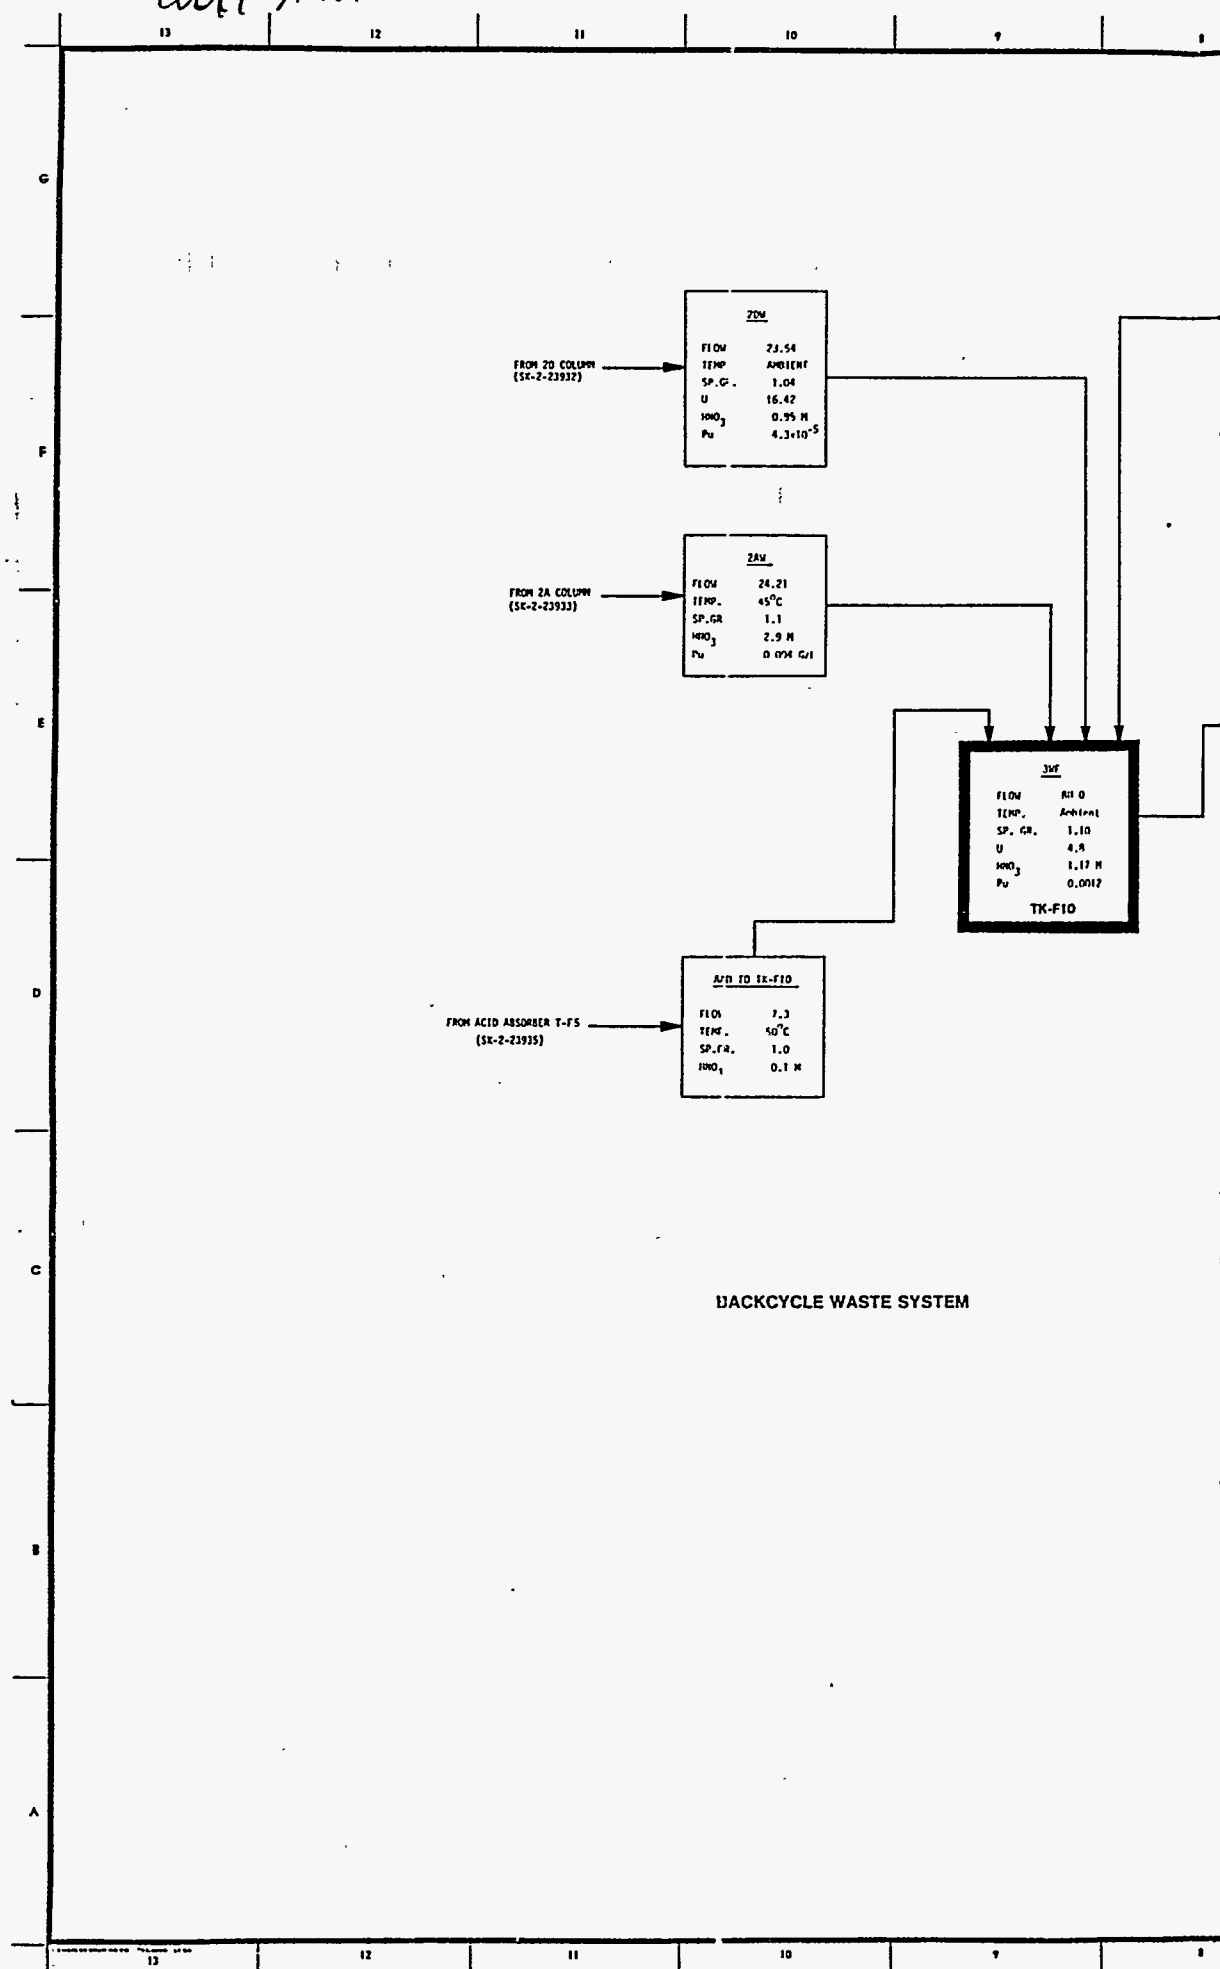 13 12 11 10 9 8
G
2DW
FLOW 23.54
TEMP AMBIENT
SP.GR. 1.04
U 16.42
HNO3 0.95 M
Pu 4.3x10-5
FROM 2D COLUMN
(SK-2-23932)
F
2AW
FLOW 24.21
TEMP. 45°C
SP.GR 1.1
HNO3 2.9 M
Pu
FROM 2A COLUMN
(SK-2-23933)
E
3WF
FLOW
TEMP. Ambient
SP. GR. 1.10
U 4.8
HNO3 1.17 M
Pu 0.0012
TK-F10
D
TO TK-F10
FLOW 7.3
TEMP. 50°C
SP.GR. 1.0
HNO3 0.1 M
FROM ACID ABSORBER T-F5
(SK-2-23935)
C
BACKCYCLE WASTE SYSTEM
B
A
13 12 11 10 9 8